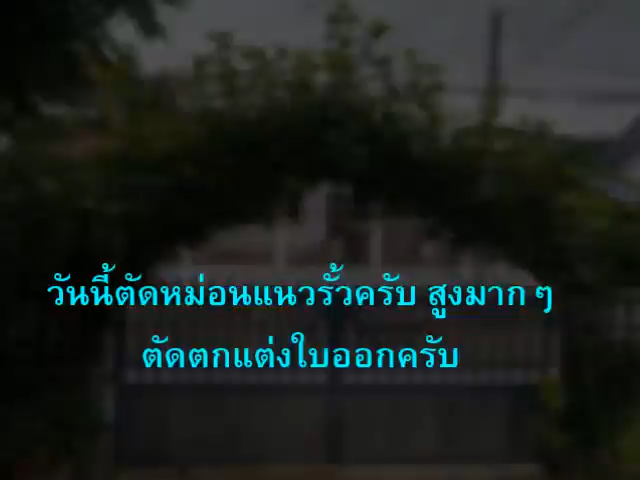 วันนี้ตัดหม่อนแนวรั้วครับ สูงมาก ๆ
ตัดตกแต่งใบออกครับ